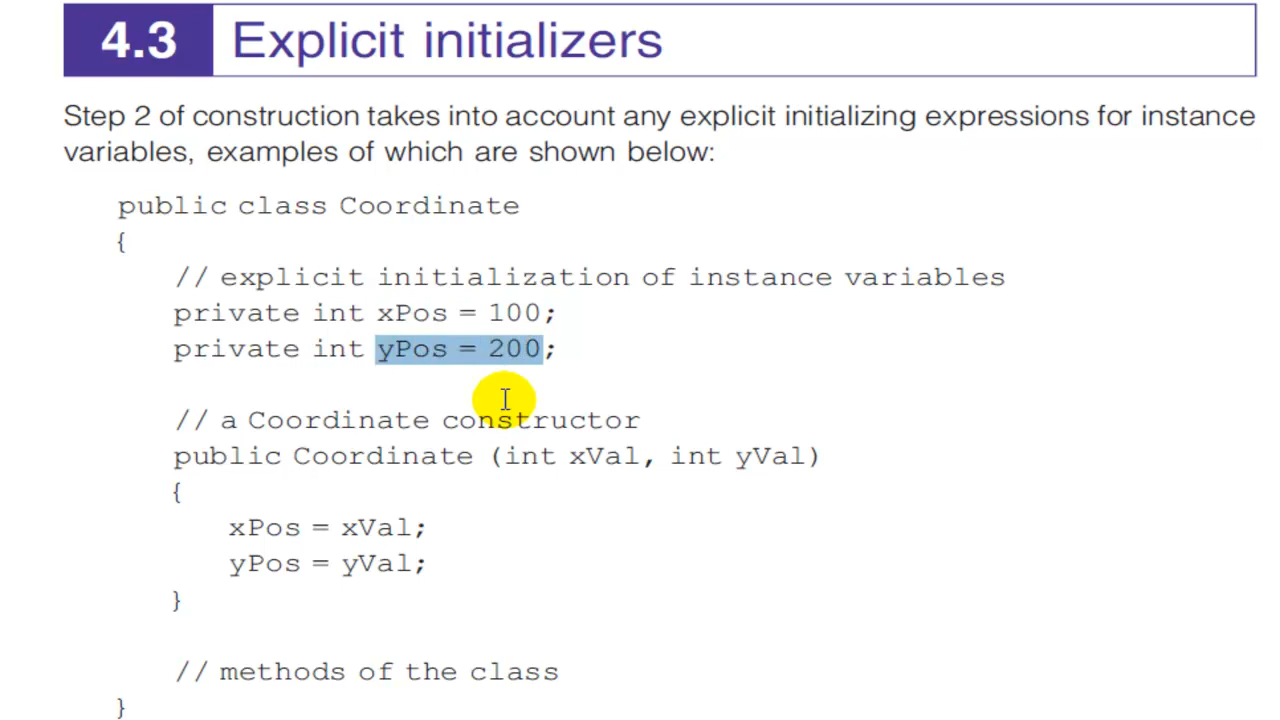 4.3 Explicit initializers
Step 2 of construction takes into account any explicit initializing expressions for instance
variables, examples of which are shown below:
public class Coordinate
{
// explicit initialization of instance variables
private int xPos = 100;
private int yPos = 200;
// a Coordinate constructor
public Coordinate (int xVal, int yVal)
{
xPos = xVal;
yPos = yVal;
}
// methods of the class
}